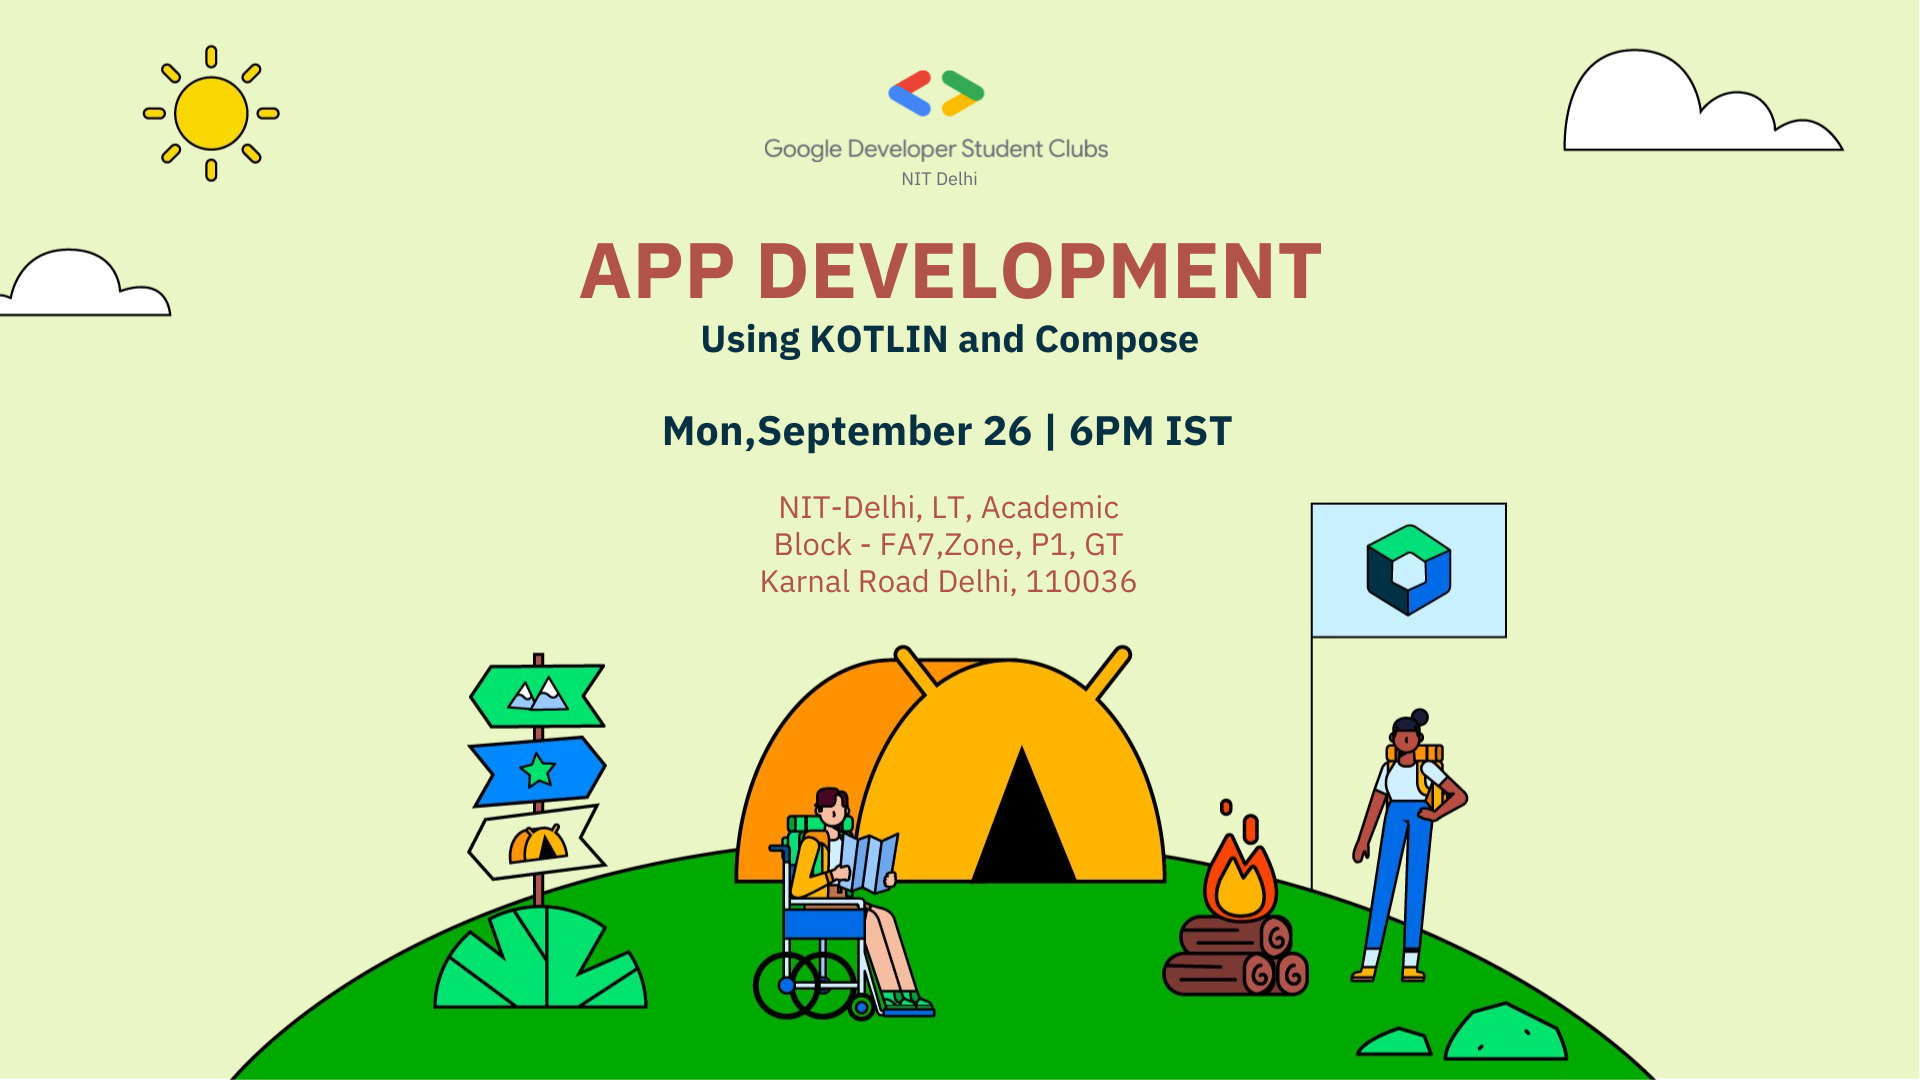 Google Developer Student Clubs
NIT Delhi
APP DEVELOPMENT
Using KOTLIN and Compose
Mon,September 26 | 6PM IST
NIT-Delhi, LT, Academic
Block - FA7,Zone, P1, GT
Karnal Road Delhi, 110036